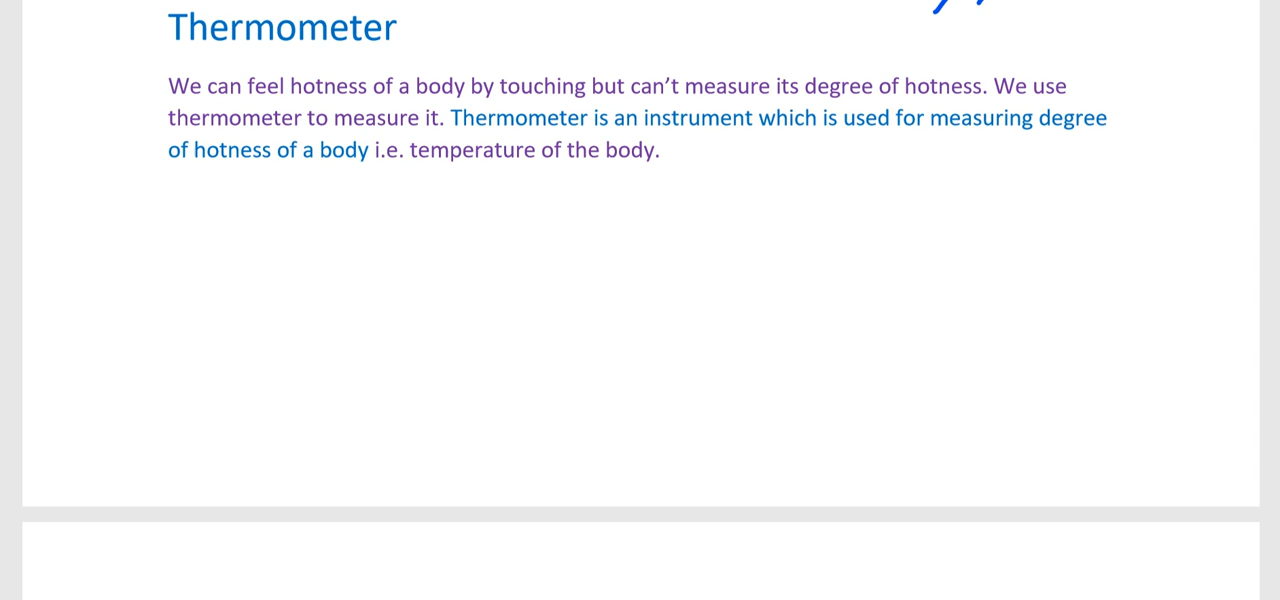 Thermometer
We can feel hotness of a body by touching but can’t measure its degree of hotness. We use
thermometer to measure it. Thermometer is an instrument which is used for measuring degree
of hotness of a body i.e. temperature of the body.